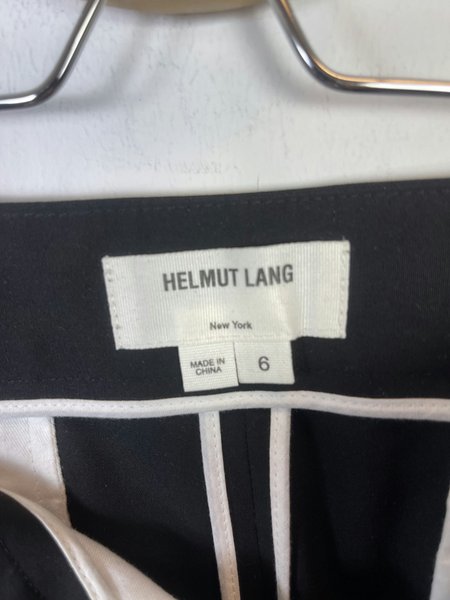 HELMUT LANG
New York
MADE IN
CHINA
6